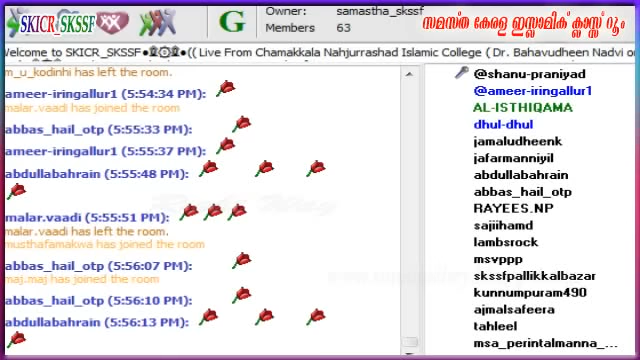 SKICR_SKSSF
G
Owner: samastha_skssf
Members 63
സമസ്ത കേരള ഇസ്ലാമിക് ക്ലാസ്സ് റൂം
Welcome to SKICR_SKSSF●۩۞۩●(( Live From Chamakkala Nahjurrashad Islamic College ( Dr. Bahavudheen Nadvi on
m_u_kodinhi has left the room.
ameer-iringallur1 (5:54:34 PM):
malar.vaadi has joined the room
abbas_hail_otp (5:55:33 PM):
ameer-iringallur1 (5:55:37 PM):
abdullabahrain (5:55:48 PM):
malar.vaadi (5:55:51 PM):
malar.vaadi has left the room.
musthafamakwa has joined the room
abbas_hail_otp (5:56:07 PM):
maj.maj has joined the room
abbas_hail_otp (5:56:10 PM):
abdullabahrain (5:56:13 PM):
@shanu-praniyad
@ameer-iringallur1
AL-ISTHIQAMA
dhul-dhul
jamaludheenk
jafarmanniyil
abdullabahrain
abbas_hail_otp
RAYEES.NP
sajiihamd
lambsrock
msvppp
skssfpallikkalbazar
kunnumpuram490
ajmalsafeera
tahleel
msa_perintalmanna_...